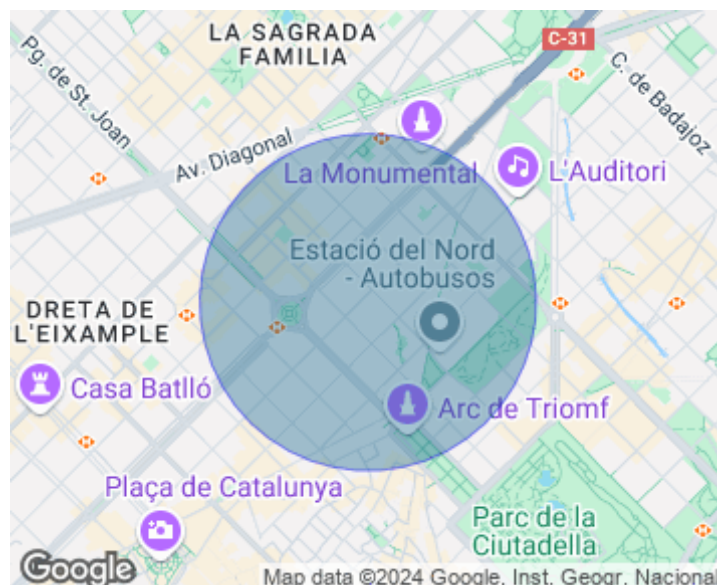 LA SAGRADA
FAMILIA
C-31
Pg. de St. Joan
C. de Badajoz
Av. Diagonal
La Monumental
L'Auditori
Estació del Nord
- Autobusos
DRETA DE
L'EIXAMPLE
Casa Batlló
Arc de Triomf
Plaça de Catalunya
Parc de la
Ciutadella
Google
Map data ©2024 Google, Inst. Geogr. Nacional